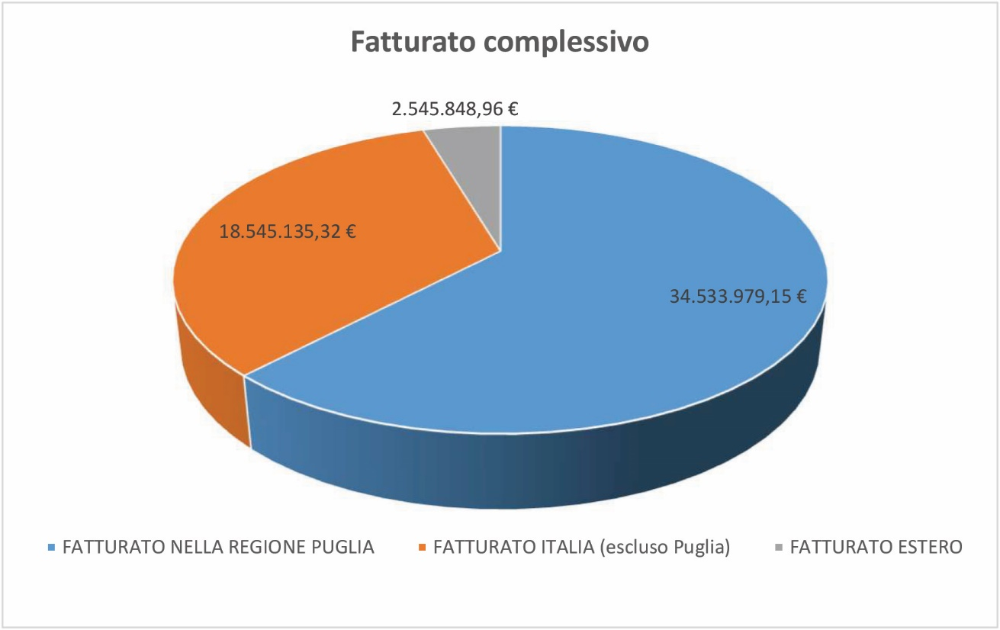 Fatturato complessivo
2.545.848,96 €
18.545.135,32 €
34.533.979,15 €
FATTURATO NELLA REGIONE PUGLIA
FATTURATO ITALIA (escluso Puglia)
FATTURATO ESTERO